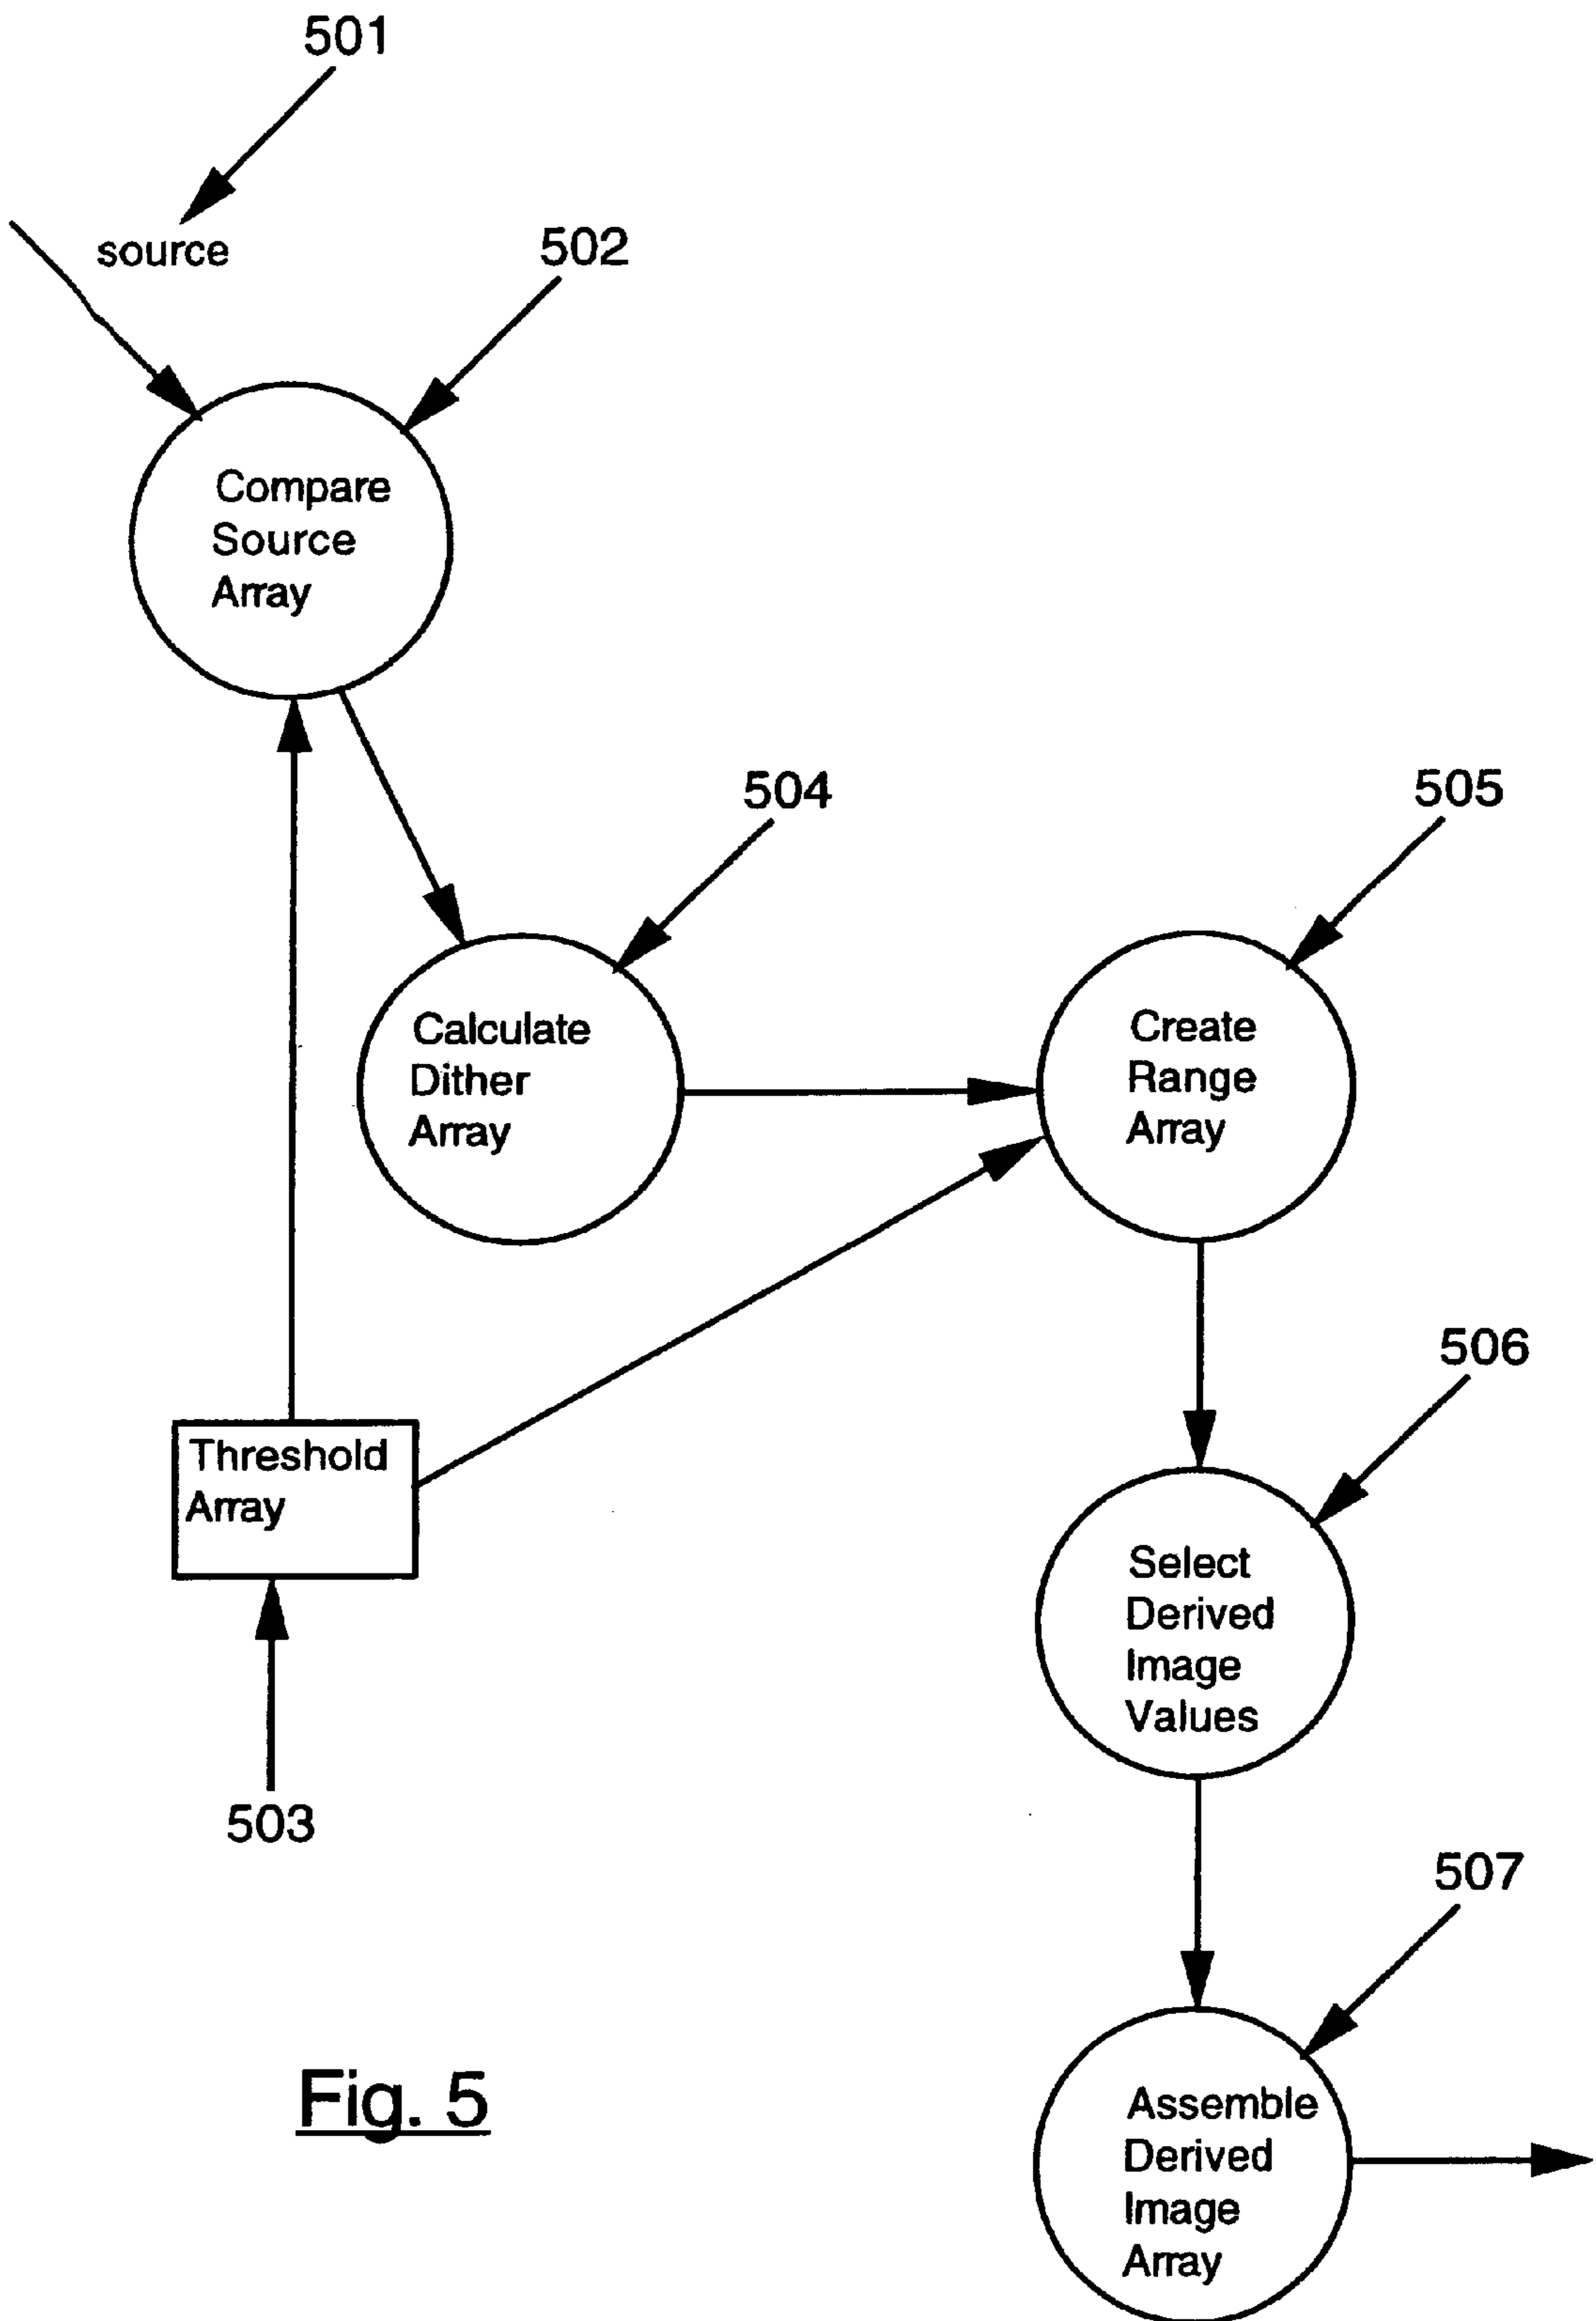 501
source
502
Compare
Source
Array
504
505
Calculate
Dither
Array
Create
Range
Array
506
Threshold
Array
Select
Derived
Image
Values
503
507
Fig. 5
Assemble
Derived
Image
Array